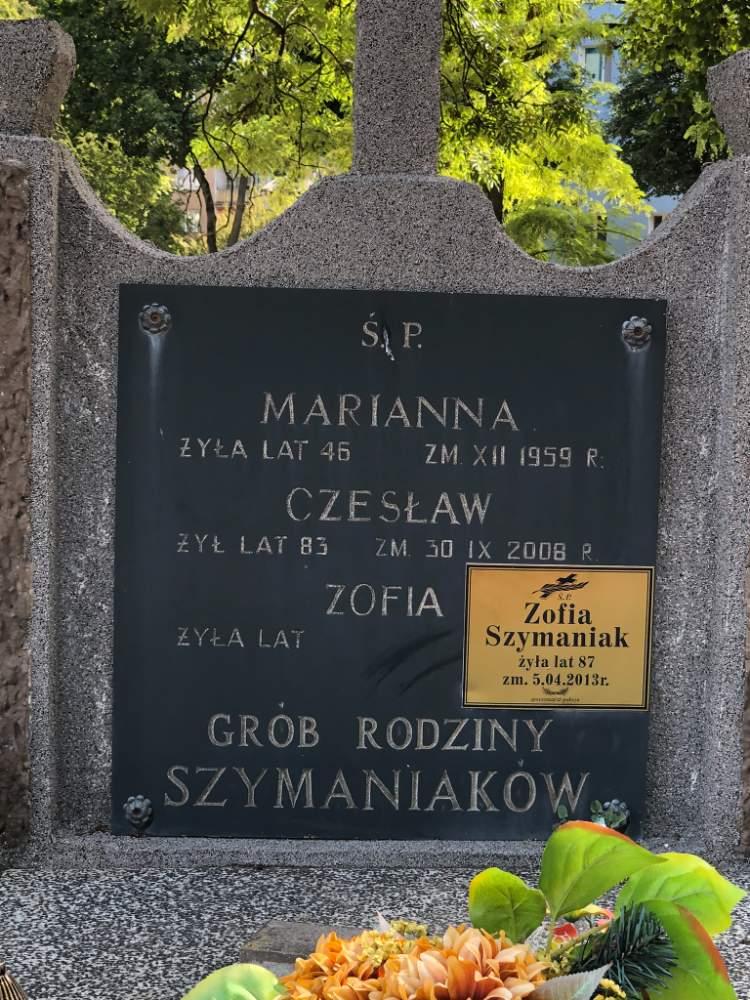 Ś. P.
MARIANNA
ŻYŁA LAT 46 ZM. XII 1959 R.
CZESŁAW
ŻYŁ LAT 83 ZM. 30 IX 2008 R.
ZOFIA
ŻYŁA LAT
Ś.P.
Zofia
Szymaniak
żyła lat 87
zm. 5.04.2013r.
GRÓB RODZINY
SZYMANIAKÓW